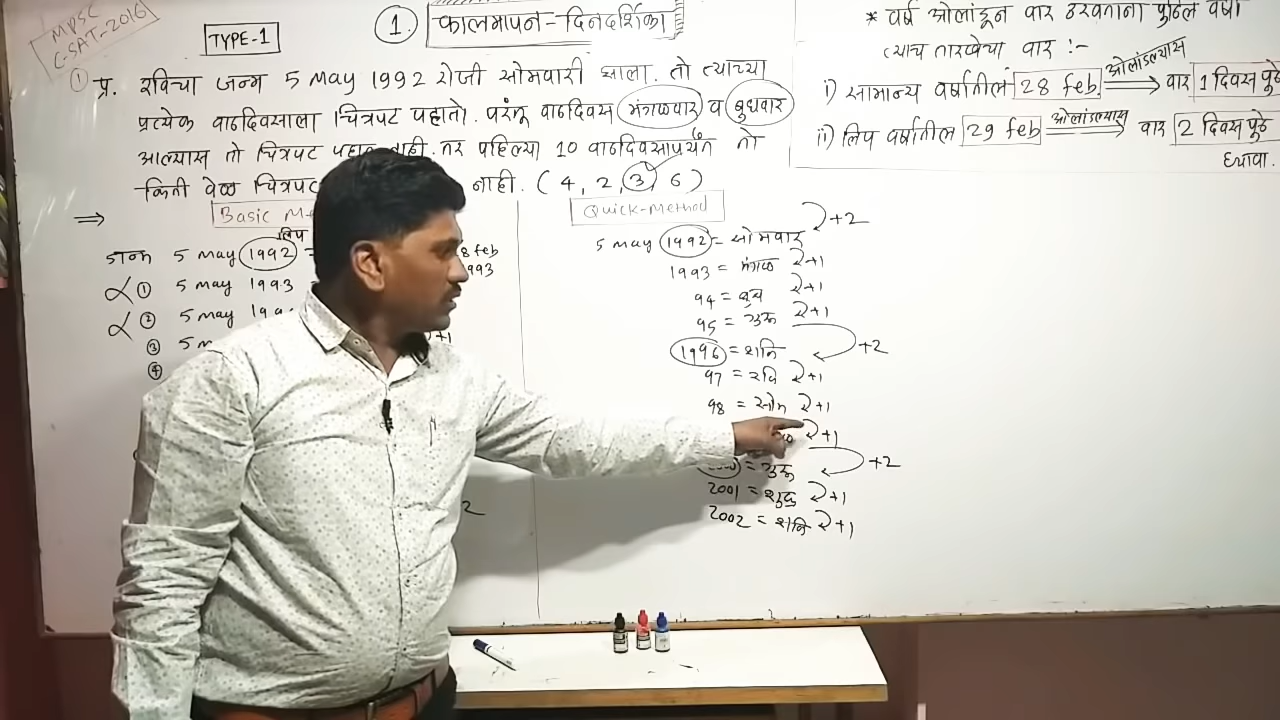 MPSC
C-SAT-2016
TYPE-1
1. कालमापन-दिनदर्शिका
① प्र. रविचा जन्म 5 may 1992 रोजी सोमवारी झाला. तो त्याच्या
प्रत्येक वाढदिवसाला चित्रपट पहातो. परंतू वाढदिवस मंगळवार व बुधवार
आल्यास तो चित्रपट नाही. तर पहिल्या 10 वाढदिवसापर्यंत तो
किती वेळ नाही. (4, 2, 3, 6)
⇒ Basic
लिप
जन्म 5 may 1992 = 8 feb
993
① 5 may 1993
② 5 may
③
+1
④
2
Quick-Method
5 may 1992 = सोमवार +2
1993 = मंगळ +1
94 = बुध +1
95 = गुरू +1
1996 = शनि +2
97 = रवि +1
98 = सोम +1
+1
= गुरू +2
2001 = शुक्र +1
2002 = शनि +1
* वर्ष ओलांडून वार ठरवताना पुढिल वर्षी
त्याच तारखेचा वार :-
i) सामान्य वर्षातील 28 feb ओलांडल्यास ⟹ वार 1 दिवस पुढे
ii) लिप वर्षातील 29 feb ओलांडल्यास ⟹ वार 2 दिवस पुढे
घ्यावा.